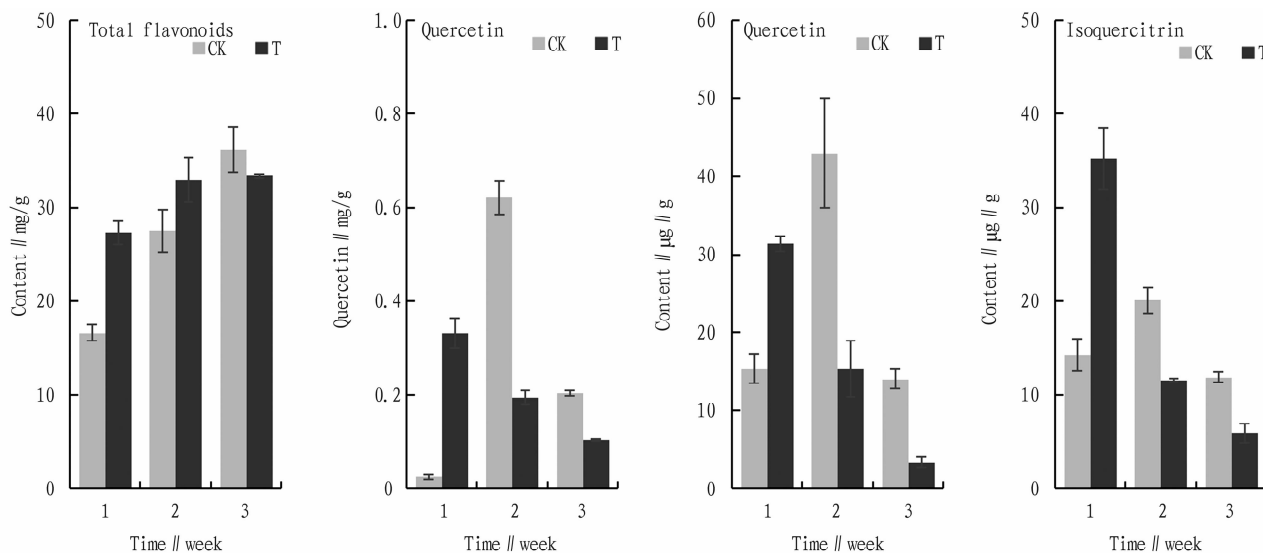 Total flavonoids
CK T
50
40
30
20
10
0
Content // mg/g
1 2 3
Time // week
Quercetin
CK T
1.0
0.8
0.6
0.4
0.2
0
Quercetin // mg/g
1 2 3
Time // week
Quercetin
CK T
60
50
40
30
20
10
0
Content // μg // g
1 2 3
Time // week
Isoquercitrin
CK T
50
40
30
20
10
0
Content // μg // g
1 2 3
Time // week